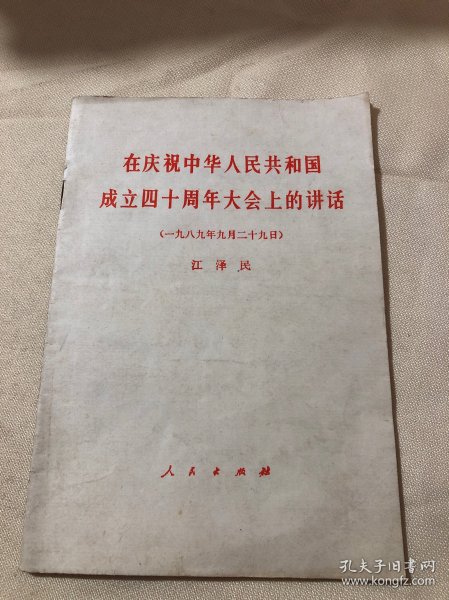 在庆祝中华人民共和国
成立四十周年大会上的讲话
(一九八九年九月二十九日)
江泽民
人民出版社
孔夫子旧书网
www.kongfz.com